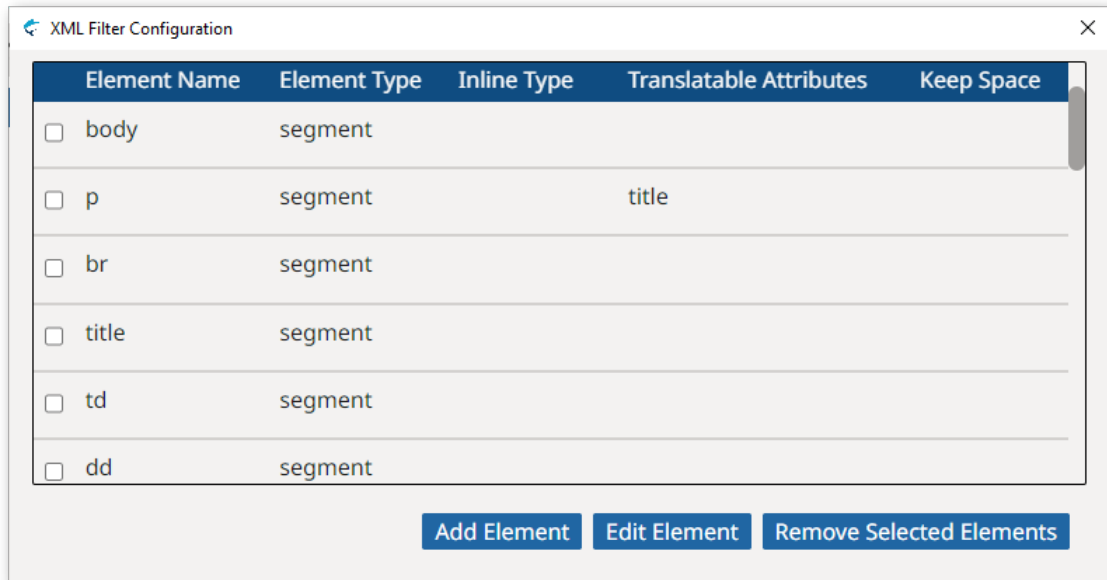 XML Filter Configuration
Element Name Element Type Inline Type Translatable Attributes Keep Space
body segment
p segment title
br segment
title segment
td segment
dd segment
Add Element Edit Element Remove Selected Elements